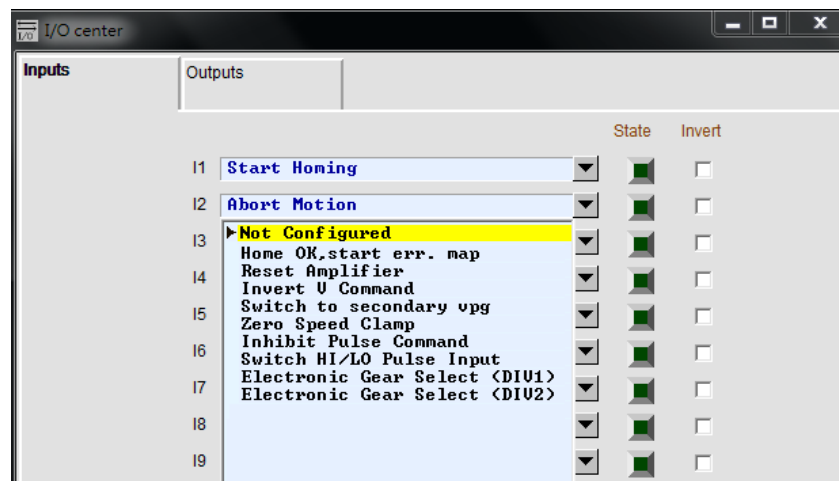 I/O center
Inputs
Outputs
State Invert
I1 Start Homing
I2 Abort Motion
I3 Not Configured
Home OK,start err. map
I4 Reset Amplifier
Invert V Command
I5 Switch to secondary vpg
Zero Speed Clamp
I6 Inhibit Pulse Command
Switch HI/LO Pulse Input
I7 Electronic Gear Select (DIV1)
Electronic Gear Select (DIV2)
I8
I9